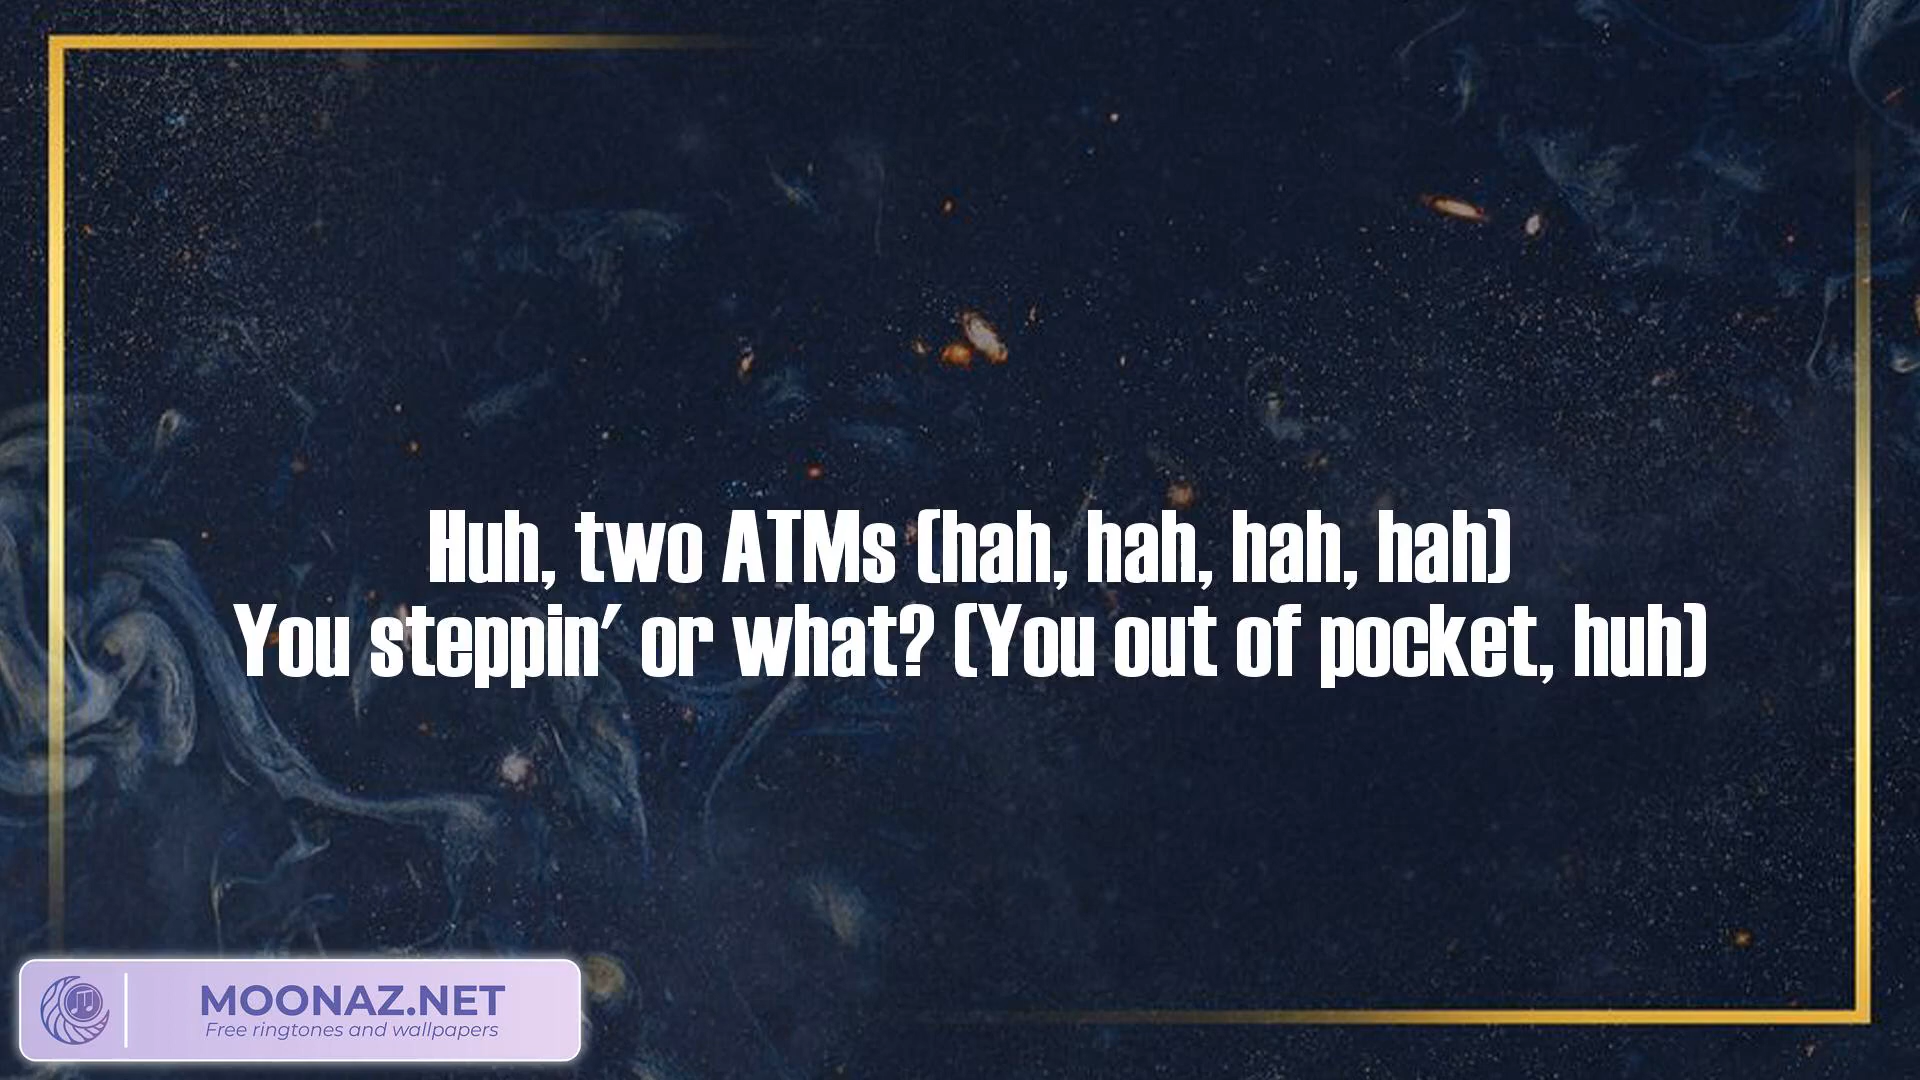 Huh, two ATMs (hah, hah, hah, hah)
You steppin' or what? (You out of pocket, huh)
MOONAZ.NET
Free ringtones and wallpapers